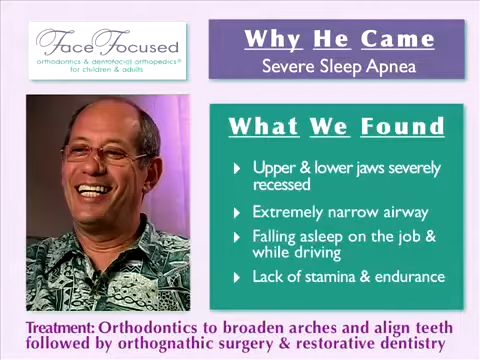 Face Focused
orthodontics & dentofacial orthopedics®
for children & adults
Why He Came
Severe Sleep Apnea
What We Found
Upper & lower jaws severely
recessed
Extremely narrow airway
Falling asleep on the job &
while driving
Lack of stamina & endurance
Treatment: Orthodontics to broaden arches and align teeth
followed by orthognathic surgery & restorative dentistry